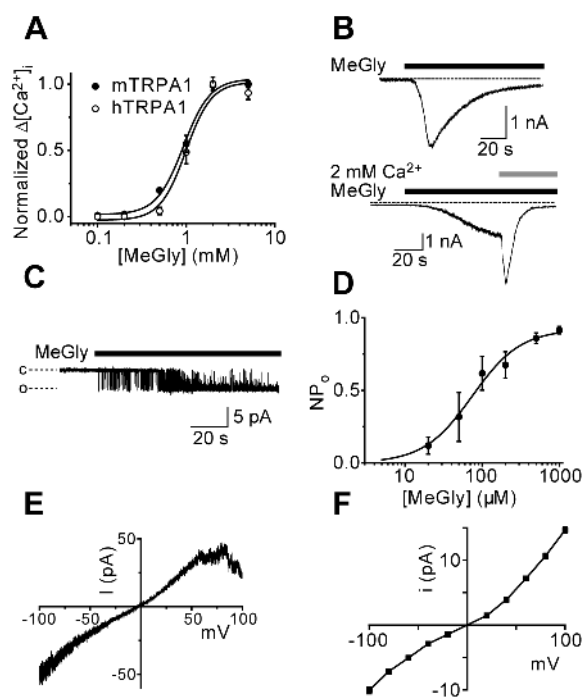 A
Normalized Δ[Ca²⁺]ᵢ
1.0
0.5
0.0
mTRPA1
hTRPA1
0.1
1
10
[MeGly] (mM)
B
MeGly
1 nA
20 s
2 mM Ca²⁺
MeGly
1 nA
20 s
C
MeGly
c
o
5 pA
20 s
D
NPₒ
1.0
0.5
0.0
10
100
1000
[MeGly] (µM)
E
I (pA)
50
-100
-50
50
100
mV
-50
F
i (pA)
10
-100
100
mV
-10